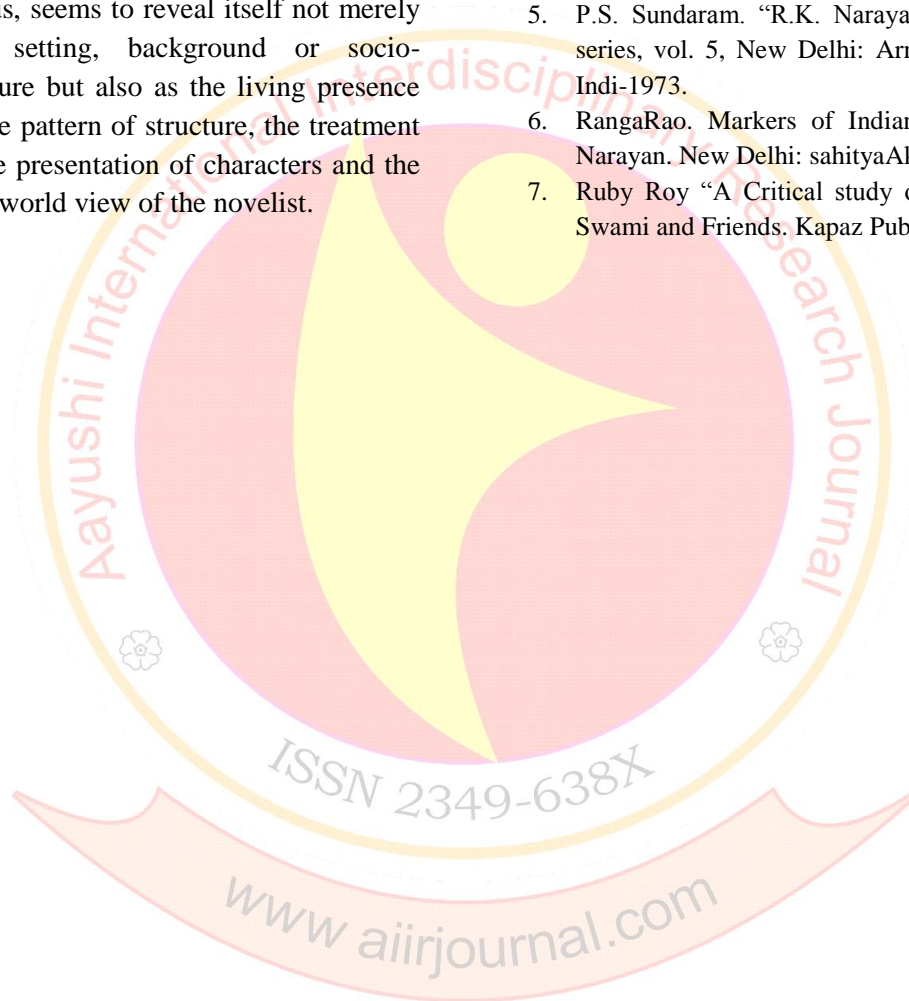 us, seems to reveal itself not merely
setting, background or socio-
ure but also as the living presence
e pattern of structure, the treatment
e presentation of characters and the
world view of the novelist.
5. P.S. Sundaram. “R.K. Naraya
series, vol. 5, New Delhi: Arn
Indi-1973.
6. RangaRao. Markers of Indian
Narayan. New Delhi: sahityaAk
7. Ruby Roy “A Critical study o
Swami and Friends. Kapaz Pub
Aayushi International Interdisciplinary Research Journal
ISSN 2349-638X
www aiirjournal.com